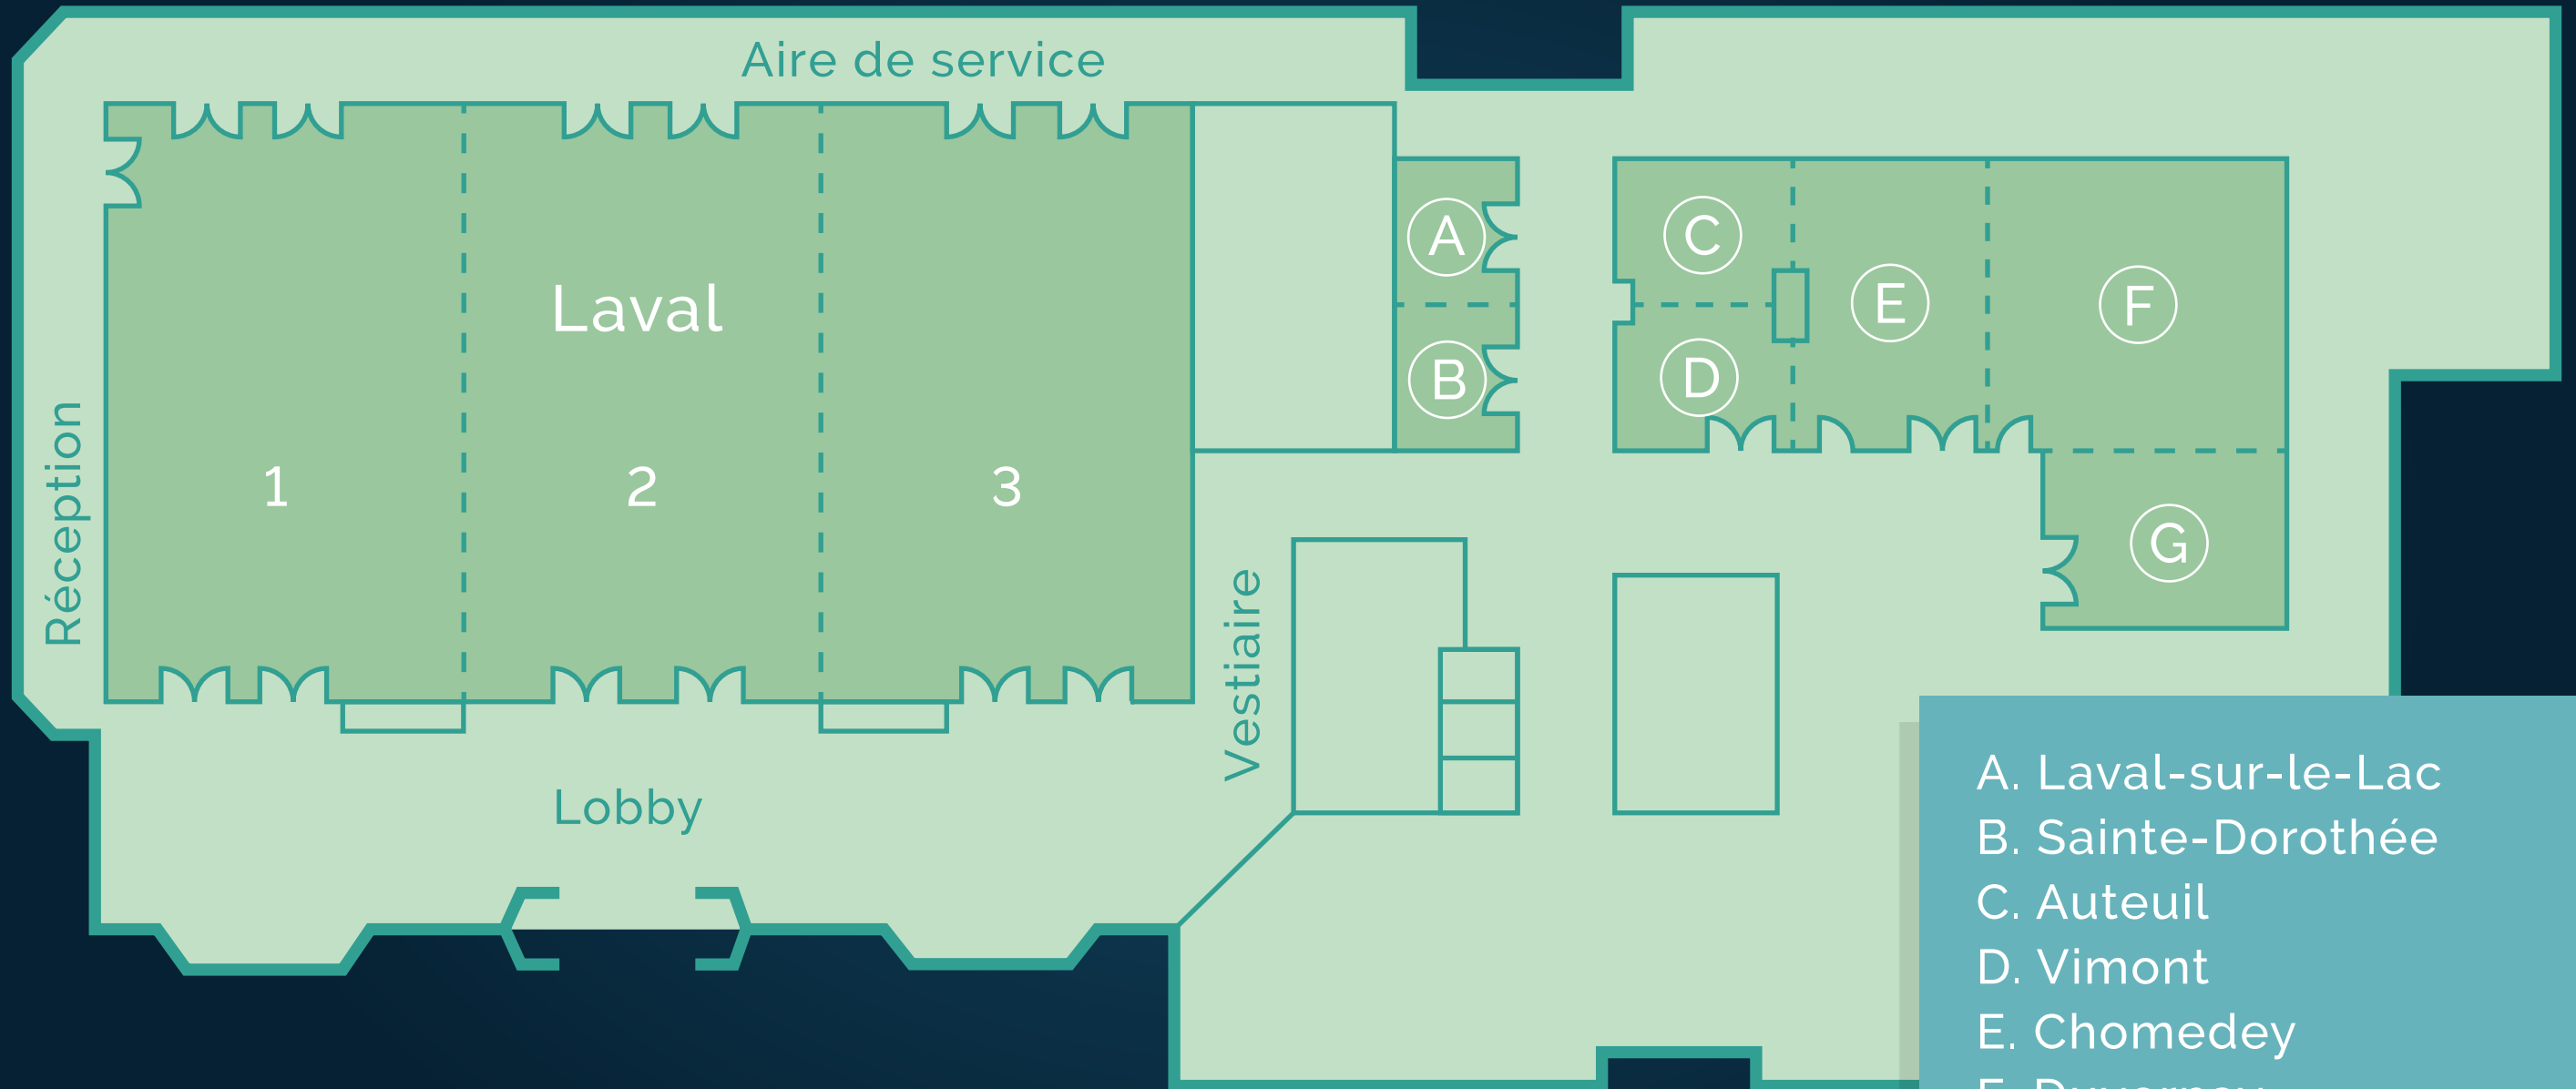 Aire de service
Réception
Laval
1
2
3
A
B
C
D
E
F
G
Vestiaire
Lobby
A. Laval-sur-le-Lac
B. Sainte-Dorothée
C. Auteuil
D. Vimont
E. Chomedey